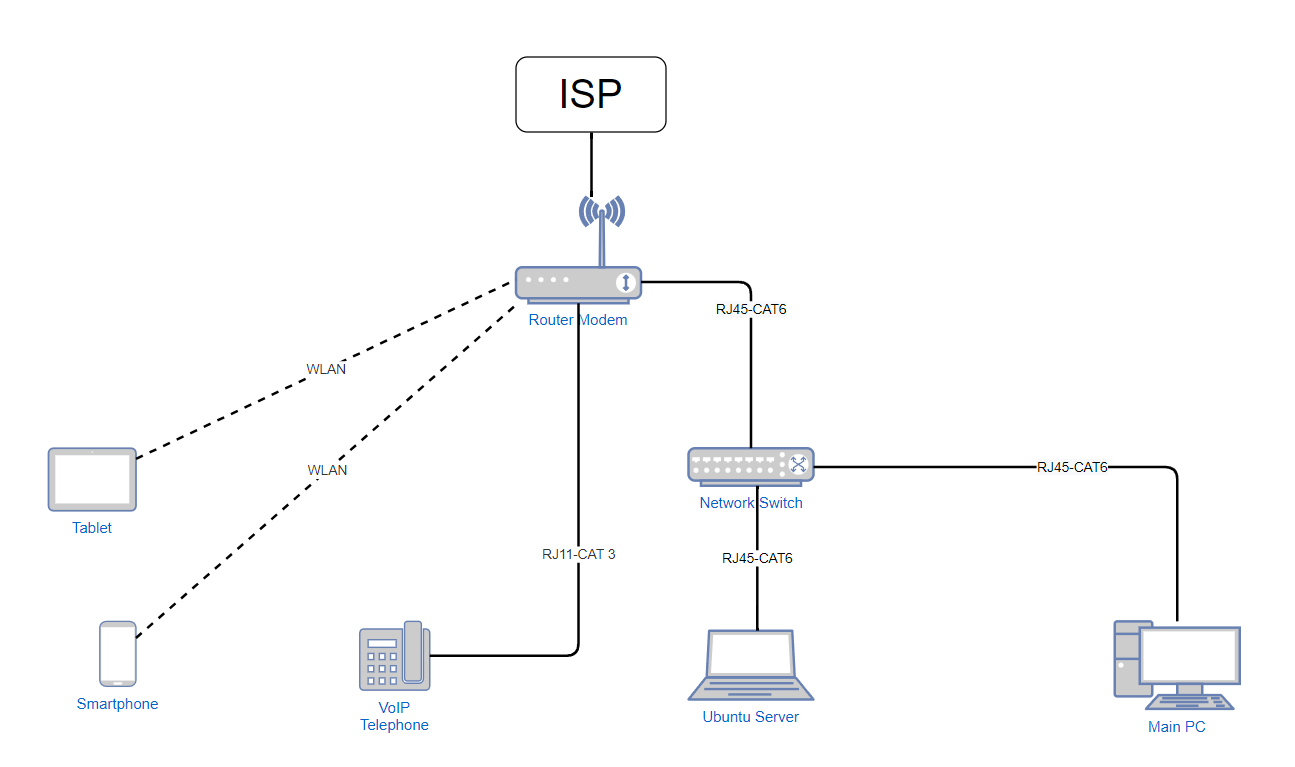 ISP
Router Modem
RJ45-CAT6
WLAN
WLAN
RJ45-CAT6
Network Switch
Tablet
RJ11-CAT 3
RJ45-CAT6
Smartphone
VoIP
Telephone
Ubuntu Server
Main PC